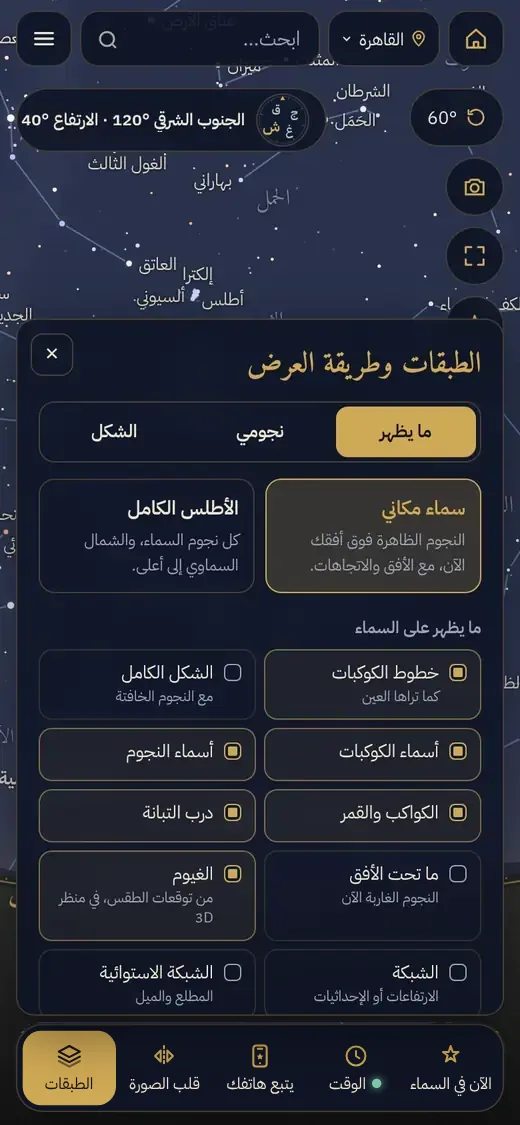 القاهرة
ابحث...
الشرطان
الحَمَل
ج
ق
غ
ش
الجنوب الشرقي 120° · الارتفاع 40°
60°
الغول الثالث
بهاراني
الحمل
العاتق
إلكترا
أطلس
ألسيوني
الطبقات وطريقة العرض
×
ما يظهر
نجومي
الشكل
سماء مكاني
النجوم الظاهرة فوق أفقك
الآن، مع الأفق والاتجاهات.
الأطلس الكامل
كل نجوم السماء، والشمال
السماوي إلى أعلى.
ما يظهر على السماء
خطوط الكوكبات
كما تراها العين
الشكل الكامل
مع النجوم الخافتة
أسماء الكوكبات
أسماء النجوم
الكواكب والقمر
درب التبانة
ما تحت الأفق
النجوم الغاربة الآن
الغيوم
من توقعات الطقس، في منظر
3D
الشبكة
الارتفاعات أو الإحداثيات
الشبكة الاستوائية
المطلع والميل
الآن في السماء
الوقت
يتبع هاتفك
قلب الصورة
الطبقات